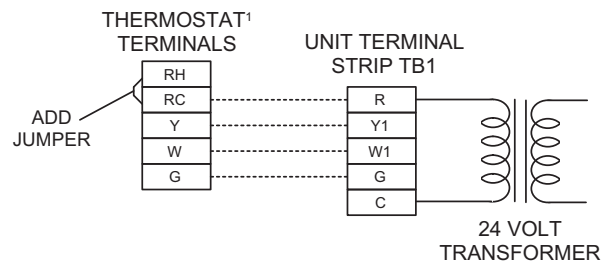 THERMOSTAT¹
TERMINALS
UNIT TERMINAL
STRIP TB1
RH
RC
Y
W
G
ADD
JUMPER
R
Y1
W1
G
C
24 VOLT
TRANSFORMER